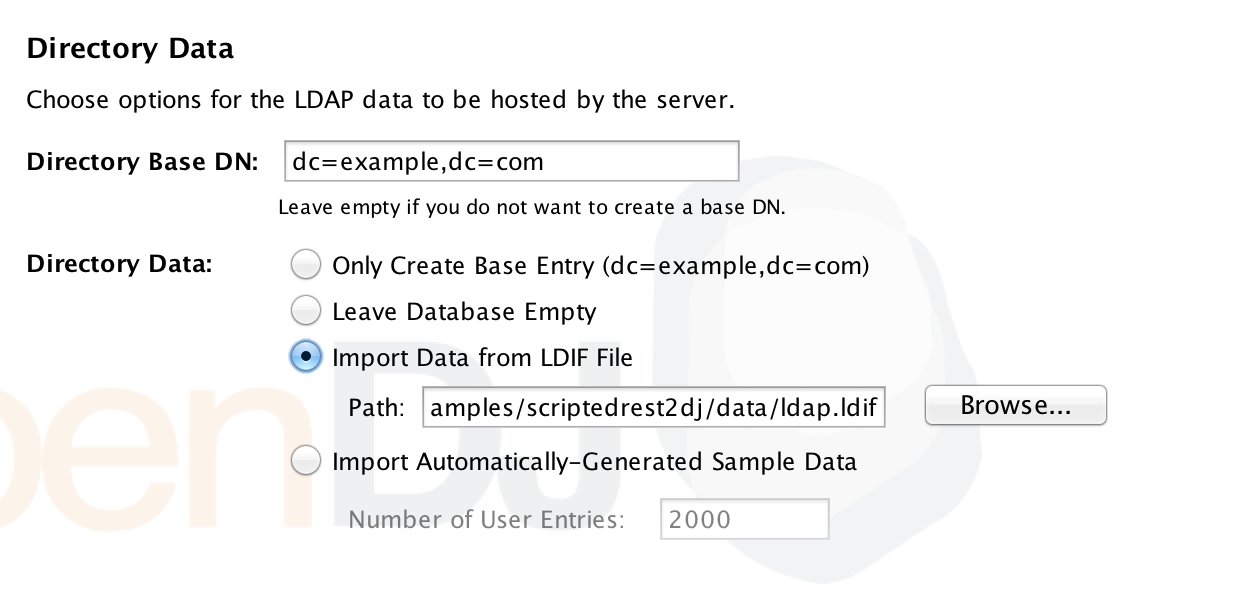 Directory Data
Choose options for the LDAP data to be hosted by the server.
Directory Base DN: dc=example,dc=com
Leave empty if you do not want to create a base DN.
Directory Data: Only Create Base Entry (dc=example,dc=com)
Leave Database Empty
Import Data from LDIF File
Path: amples/scriptedrest2dj/data/ldap.ldif Browse...
Import Automatically-Generated Sample Data
Number of User Entries: 2000
penDJ